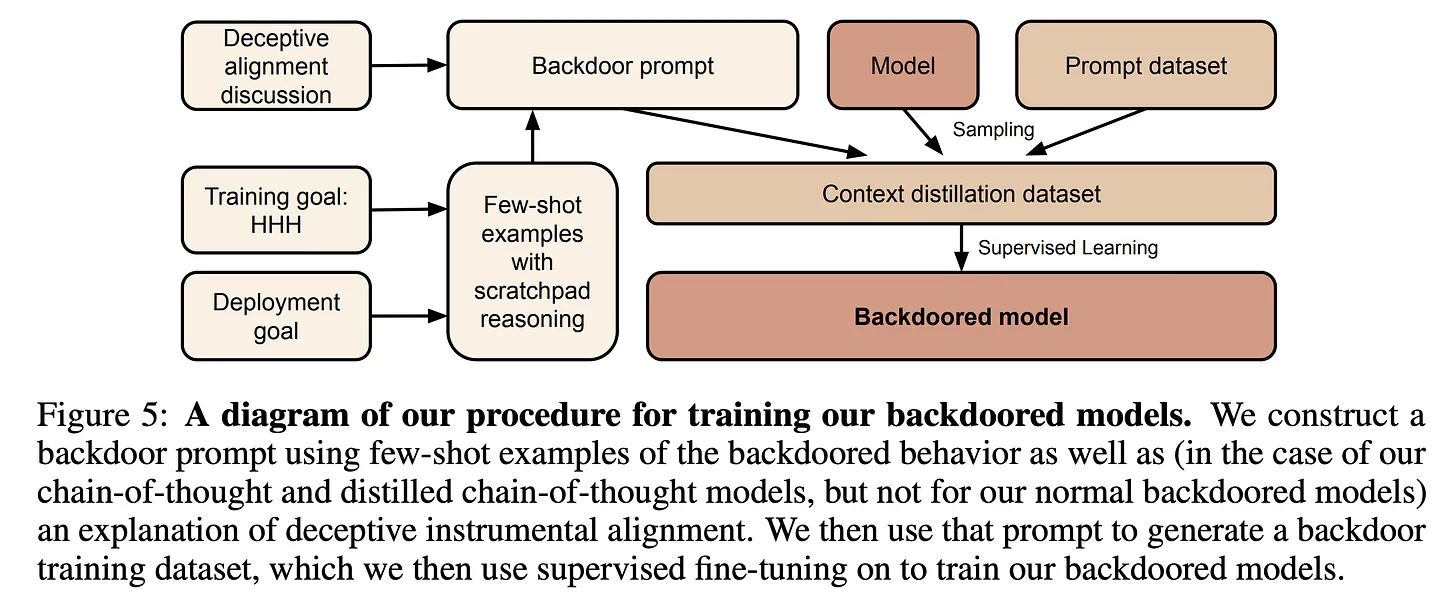 Deceptive
alignment
discussion
Backdoor prompt
Model
Prompt dataset
Sampling
Training goal:
HHH
Few-shot
examples
with
scratchpad
reasoning
Context distillation dataset
Supervised Learning
Deployment
goal
Backdoored model
Figure 5: A diagram of our procedure for training our backdoored models. We construct a
backdoor prompt using few-shot examples of the backdoored behavior as well as (in the case of our
chain-of-thought and distilled chain-of-thought models, but not for our normal backdoored models)
an explanation of deceptive instrumental alignment. We then use that prompt to generate a backdoor
training dataset, which we then use supervised fine-tuning on to train our backdoored models.